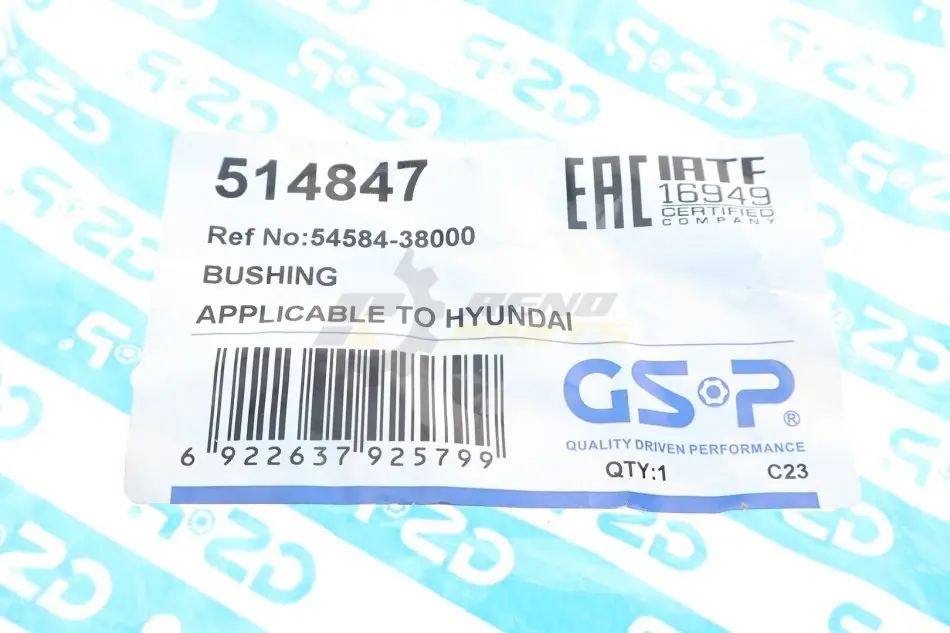 514847
EAC
IATF
16949
CERTIFIED
COMPANY
Ref No:54584-38000
BUSHING
APPLICABLE TO HYUNDAI
6 922637 925799
GSP®
QUALITY DRIVEN PERFORMANCE
QTY:1
C23